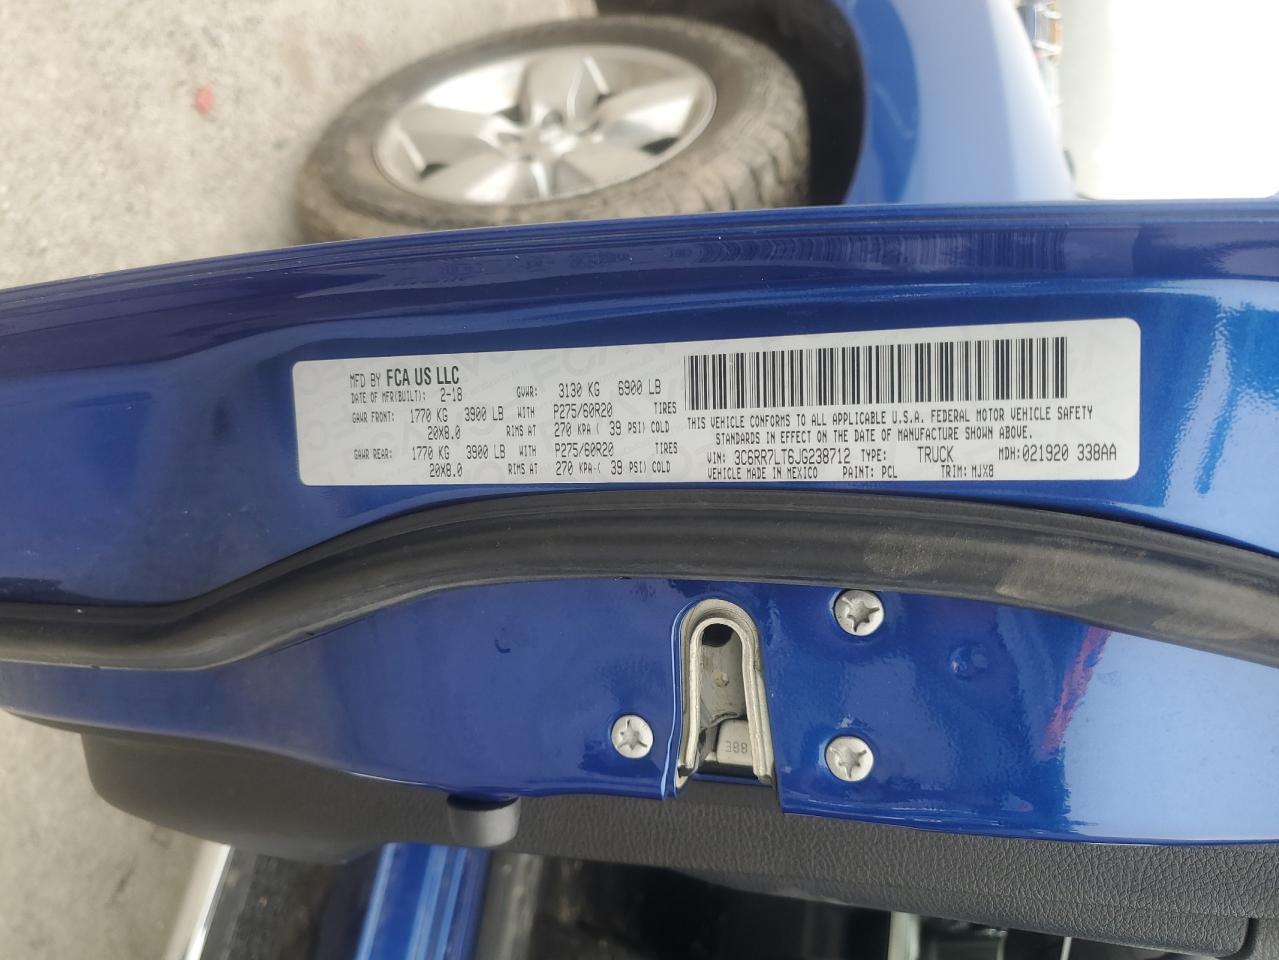 MFD BY FCA US LLC
DATE OF MFR(BUILT): 2-18 GVWR: 3130 KG 6900 LB
GAWR FRONT: 1770 KG 3900 LB WITH P275/60R20 TIRES
20X8.0 RIMS AT 270 KPA ( 39 PSI) COLD
GAWR REAR: 1770 KG 3900 LB WITH P275/60R20 TIRES
20X8.0 RIMS AT 270 KPA ( 39 PSI) COLD
THIS VEHICLE CONFORMS TO ALL APPLICABLE U.S.A. FEDERAL MOTOR VEHICLE SAFETY
STANDARDS IN EFFECT ON THE DATE OF MANUFACTURE SHOWN ABOVE.
VIN: 3C6RR7LT6JG238712 TYPE: TRUCK MDH: 021920 338AA
VEHICLE MADE IN MEXICO PAINT: PCL TRIM: MJX8
388